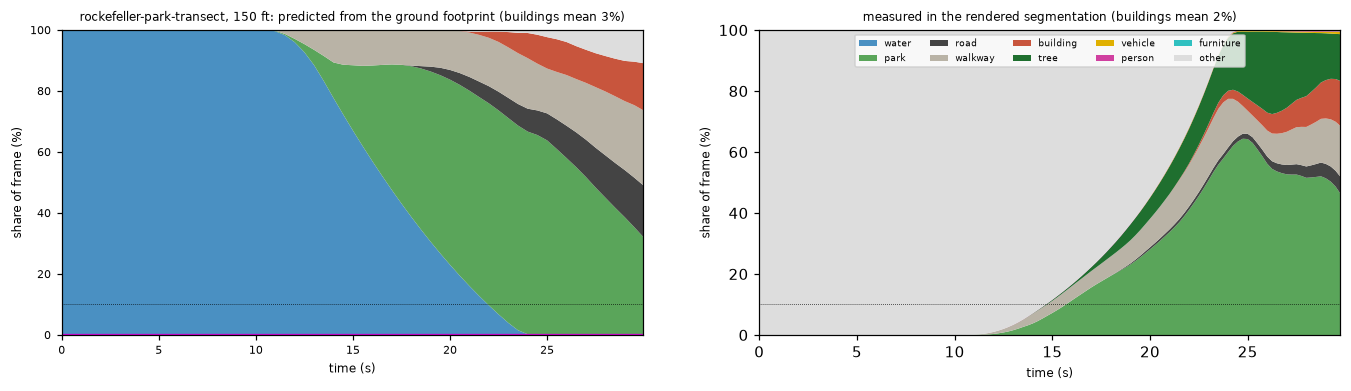 rockefeller-park-transect, 150 ft: predicted from the ground footprint (buildings mean 3%)
share of frame (%)
100
80
60
40
20
0
0 5 10 15 20 25
time (s)
measured in the rendered segmentation (buildings mean 2%)
share of frame (%)
100
80
60
40
20
0
water road building vehicle furniture
park walkway tree person other
0 5 10 15 20 25
time (s)